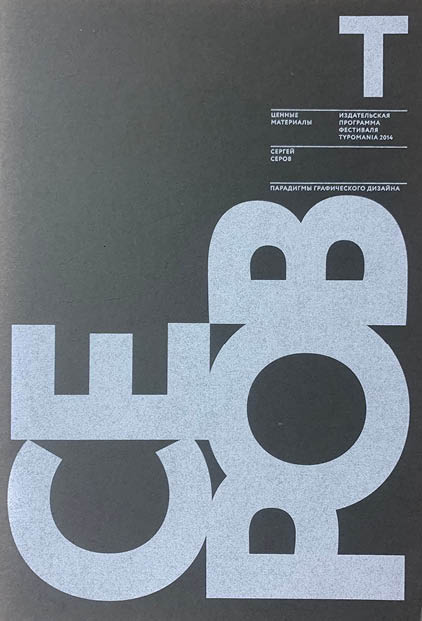 Т
ЦЕННЫЕ
МАТЕРИАЛЫ
ИЗДАТЕЛЬСКАЯ
ПРОГРАММА
ФЕСТИВАЛЯ
TYPOMANIA 2014
СЕРГЕЙ
СЕРОВ
ПАРАДИГМЫ ГРАФИЧЕСКОГО ДИЗАЙНА
СЕ
РОВ